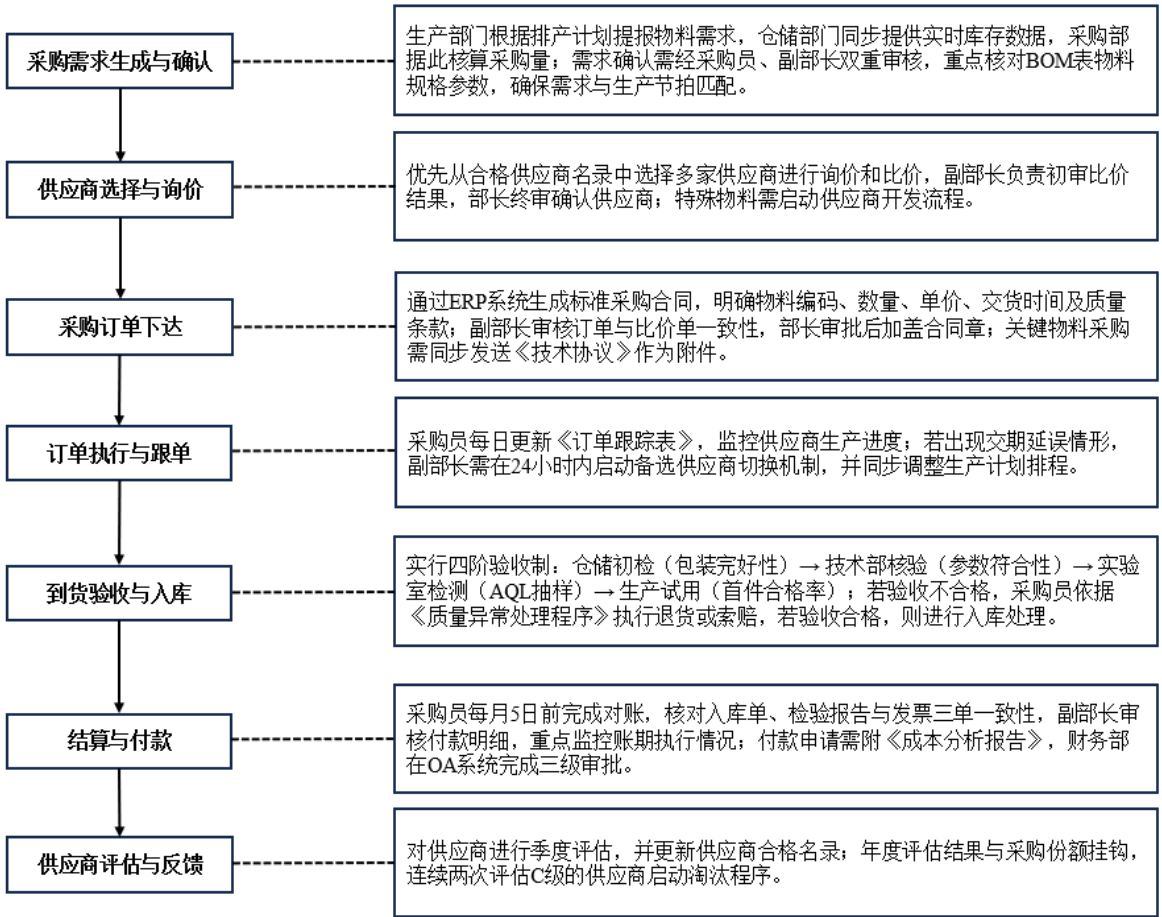 采购需求生成与确认
生产部门根据排产计划提报物料需求，仓储部门同步提供实时库存数据，采购部
据此核算采购量；需求确认需经采购员、副部长双重审核，重点核对BOM表物料
规格参数，确保需求与生产节拍匹配。
供应商选择与询价
优先从合格供应商名录中选择多家供应商进行询价和比价，副部长负责初审比价
结果，部长终审确认供应商；特殊物料需启动供应商开发流程。
采购订单下达
通过ERP系统生成标准采购合同，明确物料编码、数量、单价、交货时间及质量
条款；副部长审核订单与比价单一致性，部长审批后加盖合同章；关键物料采购
需同步发送《技术协议》作为附件。
订单执行与跟单
采购员每日更新《订单跟踪表》，监控供应商生产进度；若出现交期延误情形，
副部长需在24小时内启动备选供应商切换机制，并同步调整生产计划排程。
到货验收与入库
实行四阶验收制：仓储初检（包装完好性）→ 技术部核验（参数符合性）→ 实验
室检测（AQL抽样）→ 生产试用（首件合格率）；若验收不合格，采购员依据
《质量异常处理程序》执行退货或索赔，若验收合格，则进行入库处理。
结算与付款
采购员每月5日前完成对账，核对入库单、检验报告与发票三单一致性，副部长审
核付款明细，重点监控账期执行情况；付款申请需附《成本分析报告》，财务部
在OA系统完成三级审批。
供应商评估与反馈
对供应商进行季度评估，并更新供应商合格名录；年度评估结果与采购份额挂钩，
连续两次评估C级的供应商启动淘汰程序。